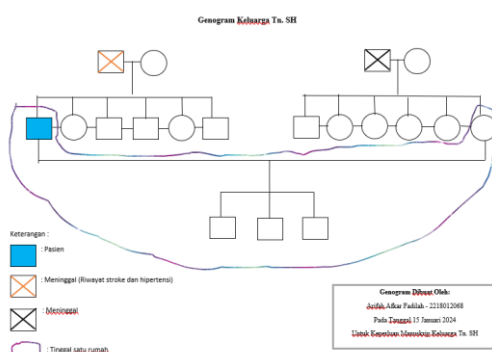 Genogram Keluarga Tn. SH
Keterangan :
: Pasien
: Meninggal (Riwayat stroke dan hipertensi)
: Meninggal
: Tinggal satu rumah.
Genogram Dibuat Oleh:
Arifah Afkar Fadilah - 2218012068
Pada Tanggal 15 Januari 2024
Untuk Keperluan Manuskrip Keluarga Tn. SH